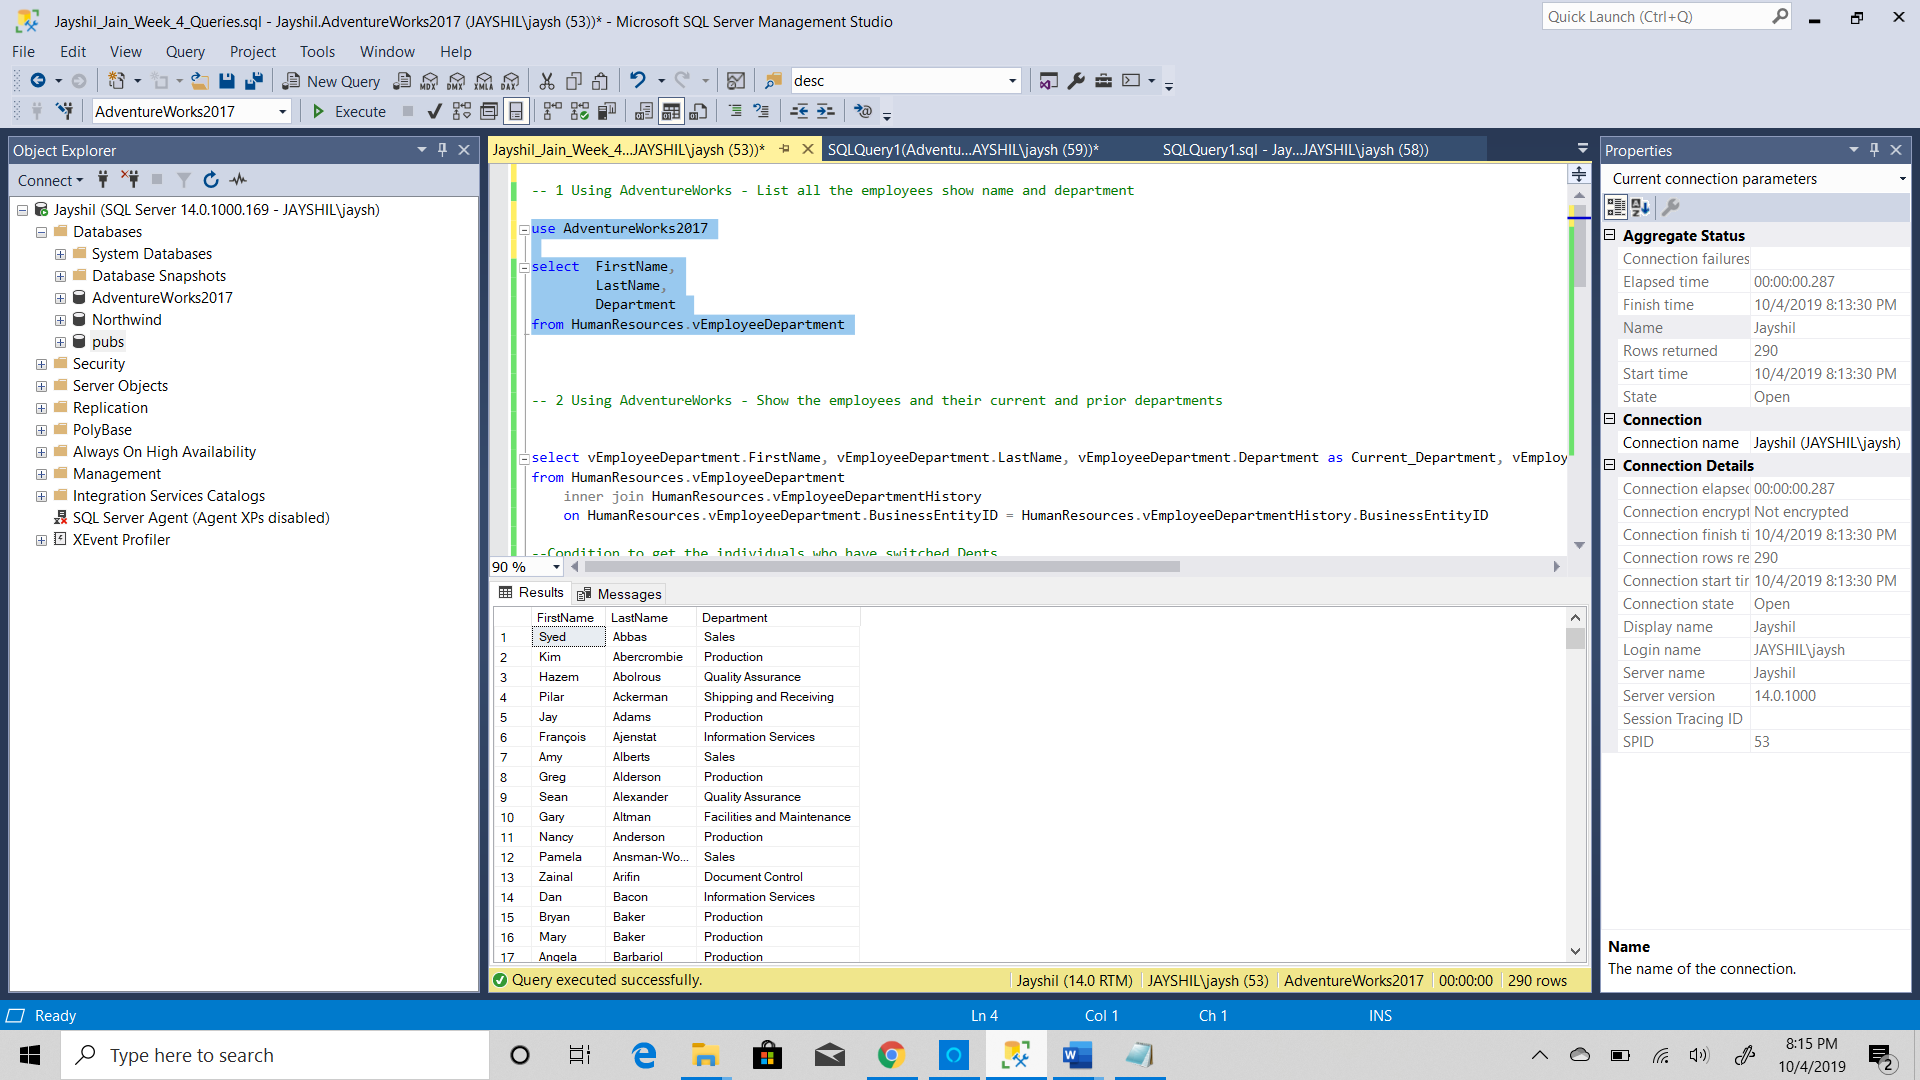 Jayshil_Jain_Week_4_Queries.sql - Jayshil.AdventureWorks2017 (JAYSHIL\jaysh (53))* - Microsoft SQL Server Management Studio
Quick Launch (Ctrl+Q)
File Edit View Query Project Tools Window Help
New Query MDX DMX XMLA DAX desc
AdventureWorks2017 Execute
Object Explorer
Connect
Jayshil (SQL Server 14.0.1000.169 - JAYSHIL\jaysh)
Databases
System Databases
Database Snapshots
AdventureWorks2017
Northwind
pubs
Security
Server Objects
Replication
PolyBase
Always On High Availability
Management
Integration Services Catalogs
SQL Server Agent (Agent XPs disabled)
XEvent Profiler
Jayshil_Jain_Week_4...JAYSHIL\jaysh (53))* SQLQuery1(Adventu...AYSHIL\jaysh (59))* SQLQuery1.sql - Jay...JAYSHIL\jaysh (58))
-- 1 Using AdventureWorks - List all the employees show name and department
use AdventureWorks2017
select FirstName,
LastName,
Department
from HumanResources.vEmployeeDepartment
-- 2 Using AdventureWorks - Show the employees and their current and prior departments
select vEmployeeDepartment.FirstName, vEmployeeDepartment.LastName, vEmployeeDepartment.Department as Current_Department, vEmploy
from HumanResources.vEmployeeDepartment
inner join HumanResources.vEmployeeDepartmentHistory
on HumanResources.vEmployeeDepartment.BusinessEntityID = HumanResources.vEmployeeDepartmentHistory.BusinessEntityID
--Condition to get the individuals who have switched Depts
90 %
Results Messages
FirstName LastName Department
1 Syed Abbas Sales
2 Kim Abercrombie Production
3 Hazem Abolrous Quality Assurance
4 Pilar Ackerman Shipping and Receiving
5 Jay Adams Production
6 François Ajenstat Information Services
7 Amy Alberts Sales
8 Greg Alderson Production
9 Sean Alexander Quality Assurance
10 Gary Altman Facilities and Maintenance
11 Nancy Anderson Production
12 Pamela Ansman-Wo... Sales
13 Zainal Arifin Document Control
14 Dan Bacon Information Services
15 Bryan Baker Production
16 Mary Baker Production
17 Angela Barbariol Production
Query executed successfully. Jayshil (14.0 RTM) JAYSHIL\jaysh (53) AdventureWorks2017 00:00:00 290 rows
Properties
Current connection parameters
Aggregate Status
Connection failures
Elapsed time 00:00:00.287
Finish time 10/4/2019 8:13:30 PM
Name Jayshil
Rows returned 290
Start time 10/4/2019 8:13:30 PM
State Open
Connection
Connection name Jayshil (JAYSHIL\jaysh)
Connection Details
Connection elapsec 00:00:00.287
Connection encrypt Not encrypted
Connection finish ti 10/4/2019 8:13:30 PM
Connection rows re 290
Connection start tir 10/4/2019 8:13:30 PM
Connection state Open
Display name Jayshil
Login name JAYSHIL\jaysh
Server name Jayshil
Server version 14.0.1000
Session Tracing ID
SPID 53
Name
The name of the connection.
Ready Ln 4 Col 1 Ch 1 INS
Type here to search
8:15 PM
10/4/2019
2